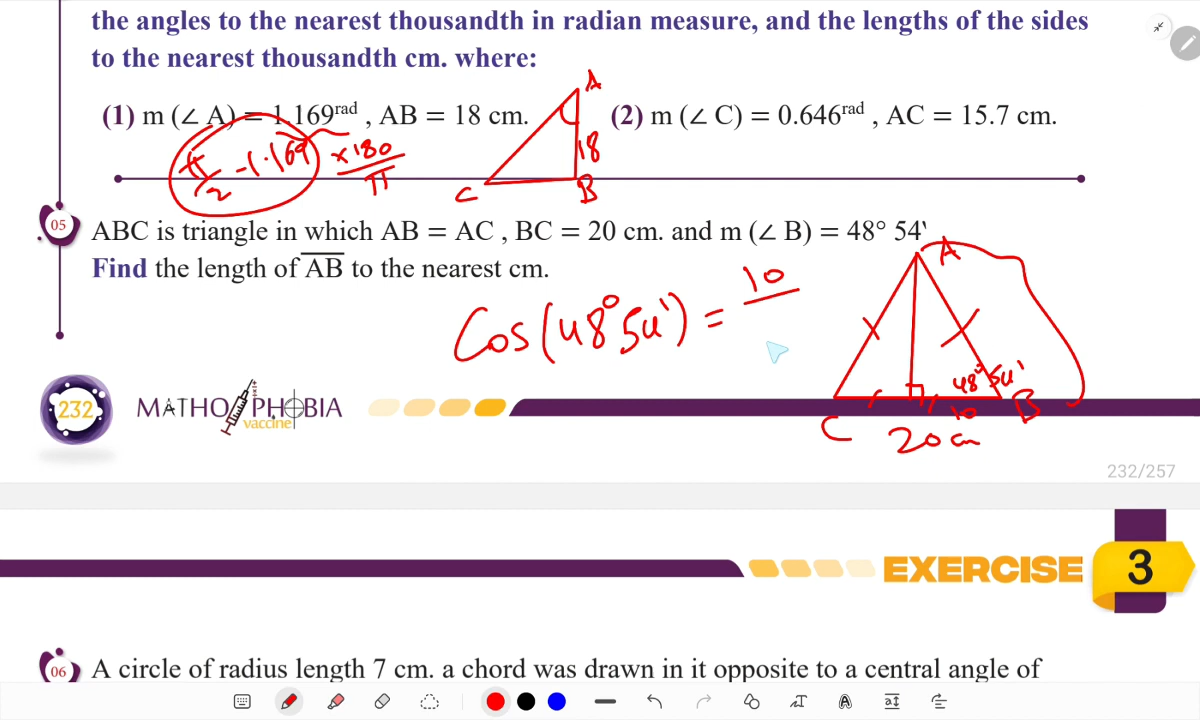 the angles to the nearest thousandth in radian measure, and the lengths of the sides
to the nearest thousandth cm. where:
A
(1) m (∠ A) = 1.169rad , AB = 18 cm.
(2) m (∠ C) = 0.646rad , AC = 15.7 cm.
π/2 - 1.169 × 180/π
18
C
B
05
ABC is triangle in which AB = AC , BC = 20 cm. and m (∠ B) = 48° 54'
Find the length of AB to the nearest cm.
Cos(48°54') = 10
A
48°54'
10
C
B
20 cm
232
MATHOPHOBIA
vaccine
232/257
EXERCISE 3
06
A circle of radius length 7 cm. a chord was drawn in it opposite to a central angle of